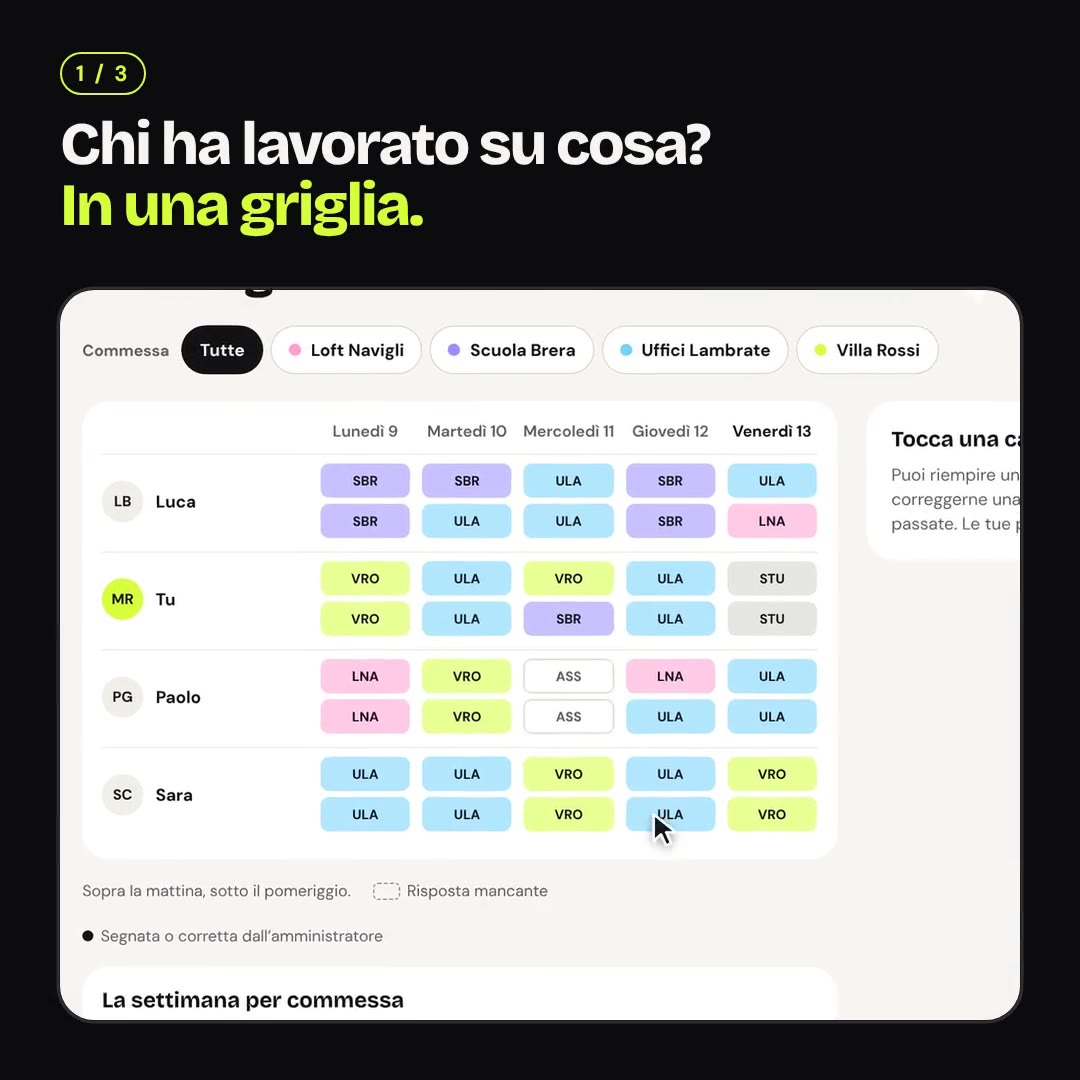 1 / 3
Chi ha lavorato su cosa?
In una griglia.
Commessa Tutte Loft Navigli Scuola Brera Uffici Lambrate Villa Rossi
Lunedì 9 Martedì 10 Mercoledì 11 Giovedì 12 Venerdì 13
SBR SBR ULA SBR ULA
LB Luca
SBR ULA ULA SBR LNA
VRO ULA VRO ULA STU
MR Tu
VRO ULA SBR ULA STU
LNA VRO ASS LNA ULA
PG Paolo
LNA VRO ASS ULA ULA
ULA ULA VRO ULA VRO
SC Sara
ULA ULA VRO ULA VRO
Tocca una
Puoi riempire
correggerne una
passate. Le tue
Sopra la mattina, sotto il pomeriggio. Risposta mancante
Segnata o corretta dall'amministratore
La settimana per commessa